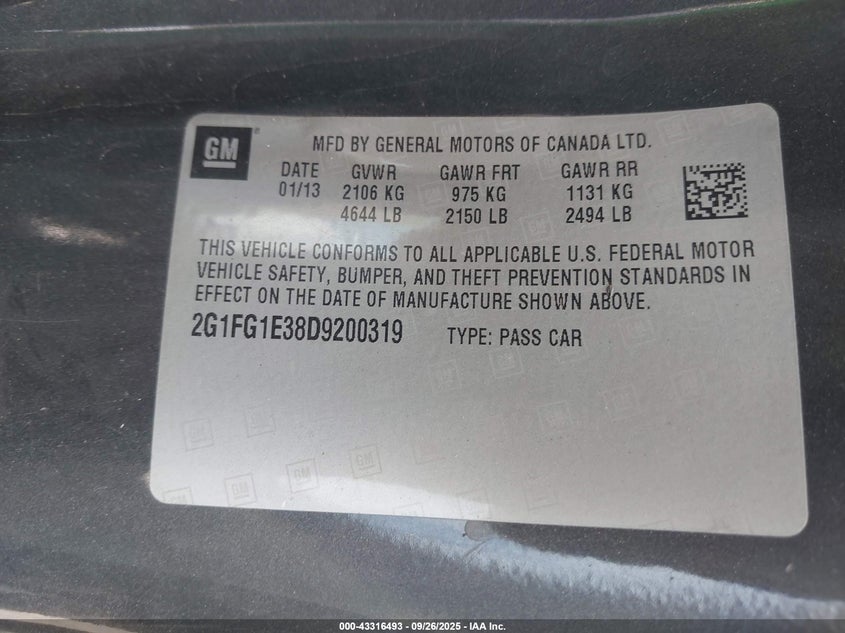 GM
MFD BY GENERAL MOTORS OF CANADA LTD.
DATE GVWR GAWR FRT GAWR RR
01/13 2106 KG 975 KG 1131 KG
4644 LB 2150 LB 2494 LB
THIS VEHICLE CONFORMS TO ALL APPLICABLE U.S. FEDERAL MOTOR
VEHICLE SAFETY, BUMPER, AND THEFT PREVENTION STANDARDS IN
EFFECT ON THE DATE OF MANUFACTURE SHOWN ABOVE.
2G1FG1E38D9200319 TYPE: PASS CAR
000-43316493 - 09/26/2025 - IAA Inc.